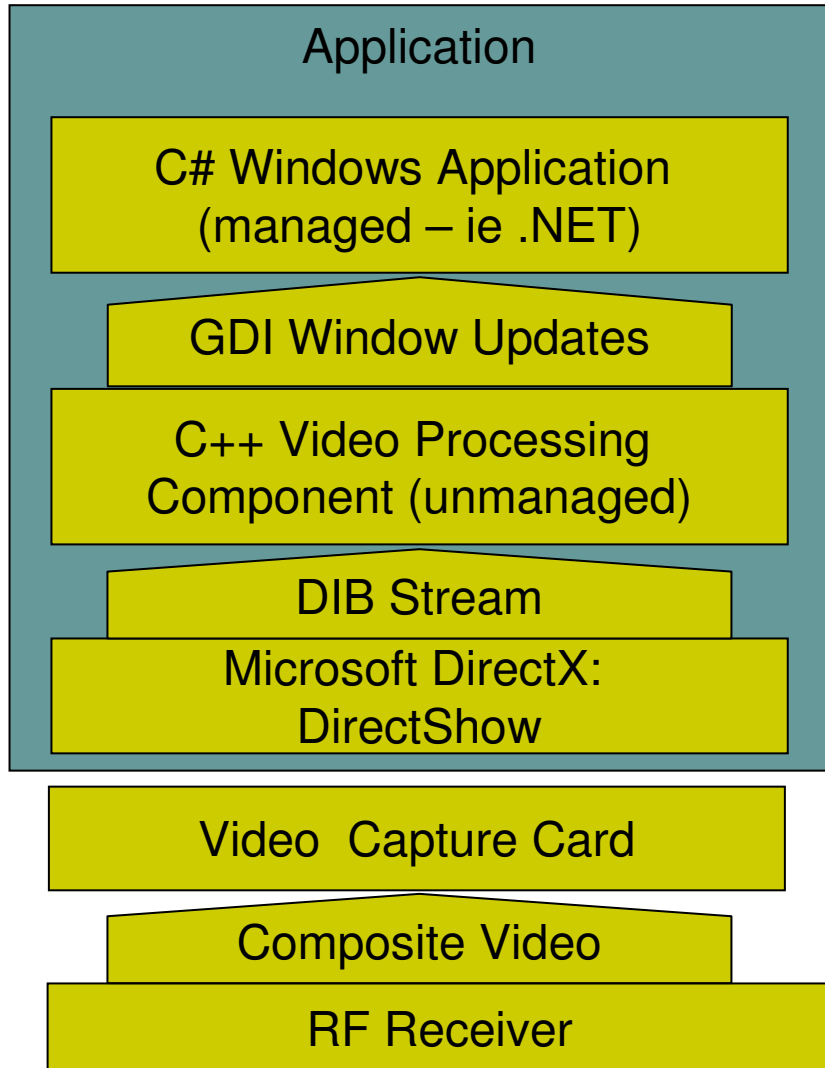 Application
C# Windows Application
(managed – ie .NET)
GDI Window Updates
C++ Video Processing
Component (unmanaged)
DIB Stream
Microsoft DirectX:
DirectShow
Video Capture Card
Composite Video
RF Receiver